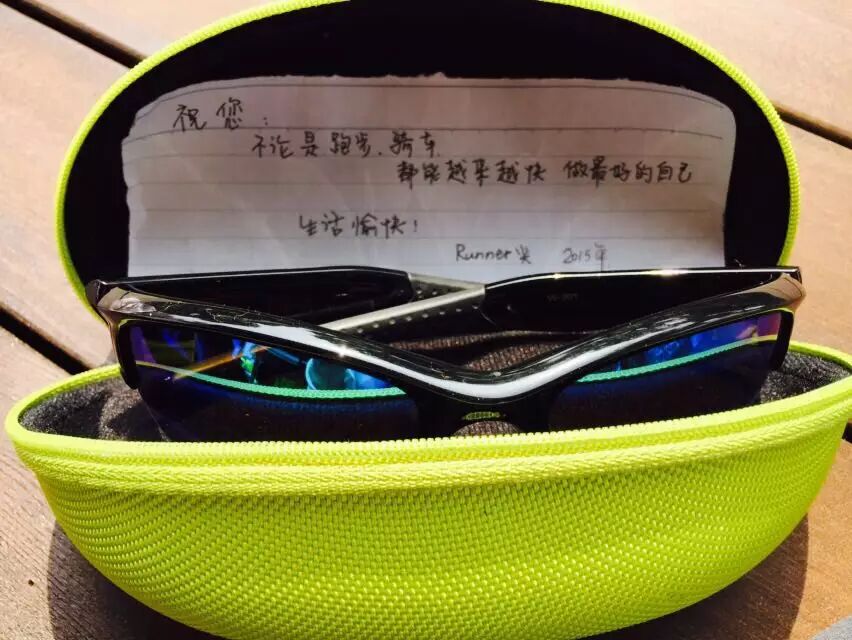 祝您：
不论是跑步、骑车
都能越来越快 做最好的自己
生活愉快！
Runner 2015年